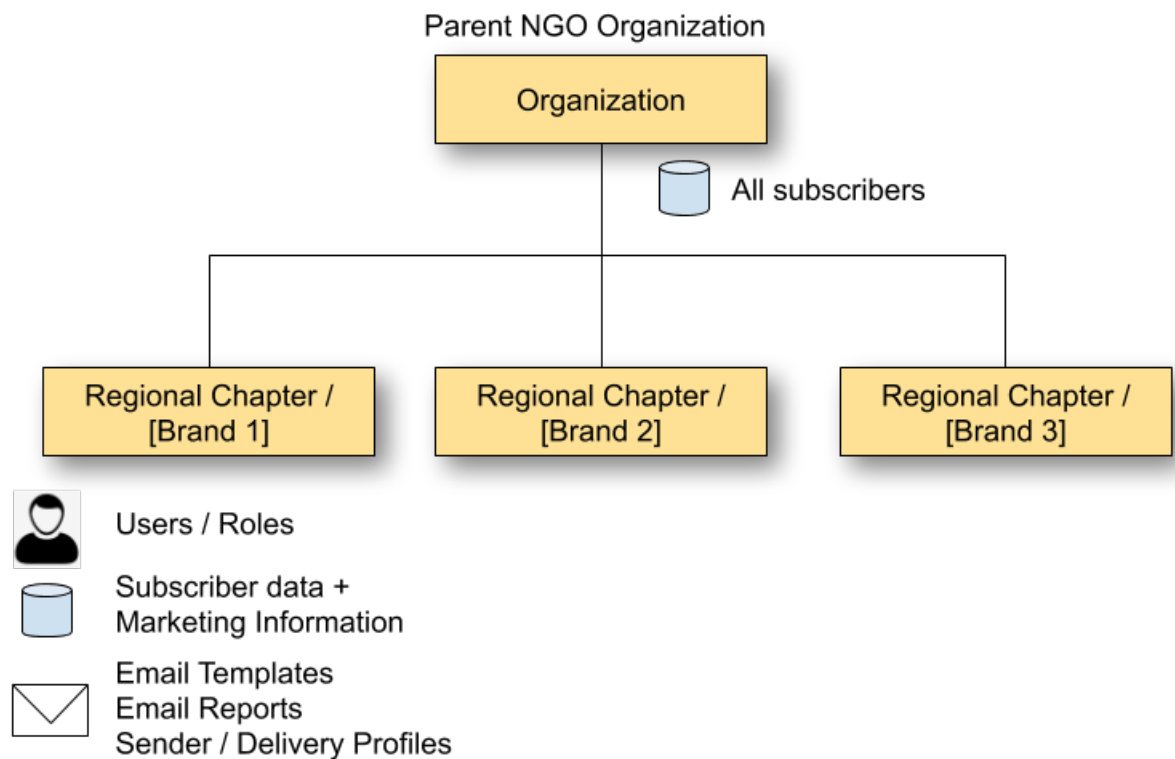 Parent NGO Organization
Organization
All subscribers
Regional Chapter /
[Brand 1]
Regional Chapter /
[Brand 2]
Regional Chapter /
[Brand 3]
Users / Roles
Subscriber data +
Marketing Information
Email Templates
Email Reports
Sender / Delivery Profiles